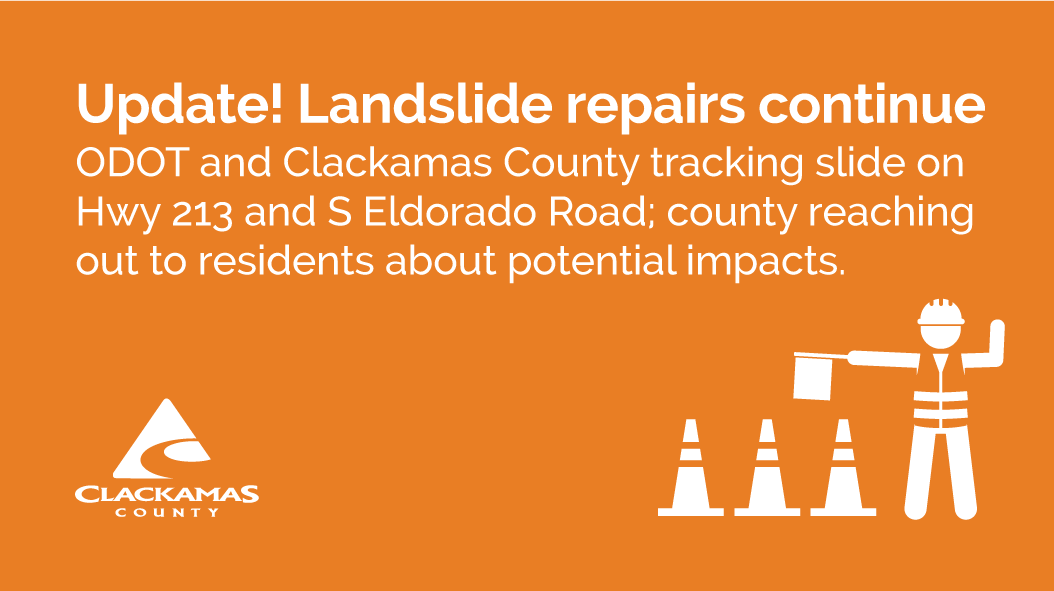 Update! Landslide repairs continue
ODOT and Clackamas County tracking slide on
Hwy 213 and S Eldorado Road; county reaching
out to residents about potential impacts.
CLACKAMAS
COUNTY